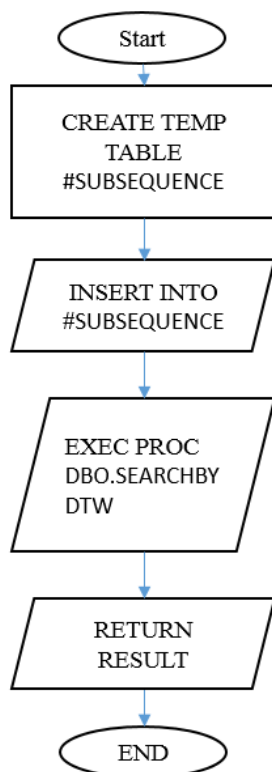 Start
CREATE TEMP
TABLE
#SUBSEQUENCE
INSERT INTO
#SUBSEQUENCE
EXEC PROC
DBO.SEARCHBY
DTW
RETURN
RESULT
END